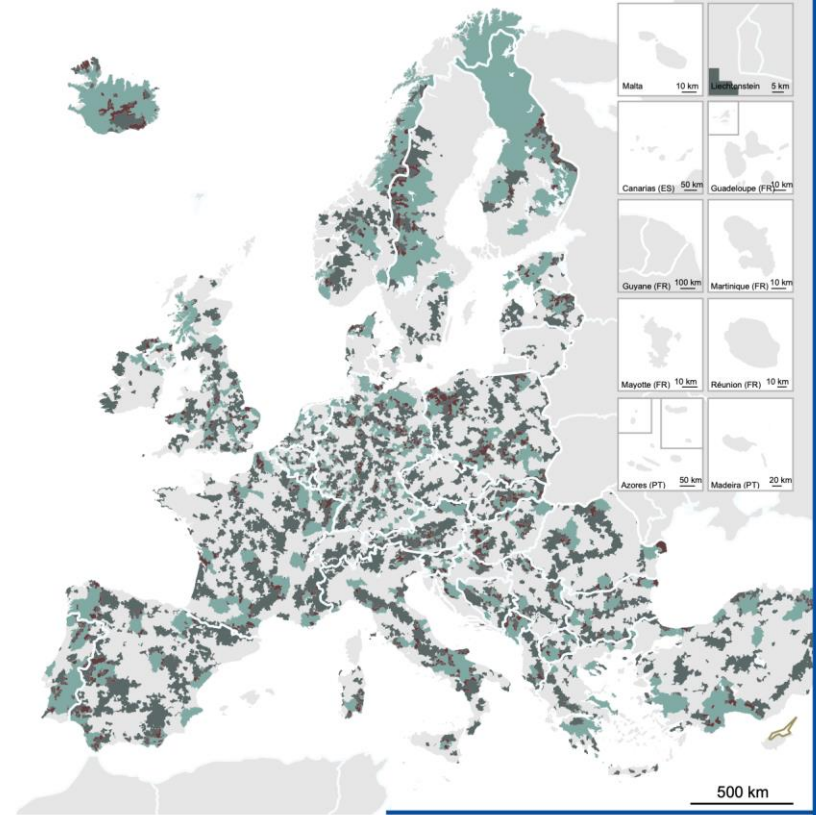 Malta 10 km
Liechtenstein 5 km
Canarias (ES) 50 km
Guadeloupe (FR) 10 km
Guyane (FR) 100 km
Martinique (FR) 10 km
Mayotte (FR) 10 km
Réunion (FR) 10 km
Azores (PT) 50 km
Madeira (PT) 20 km
500 km